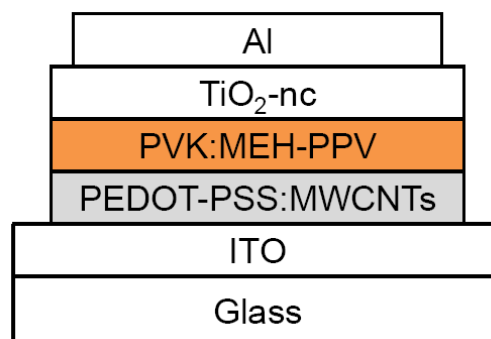 Al
TiO₂-nc
PVK:MEH-PPV
PEDOT-PSS:MWCNTs
ITO
Glass